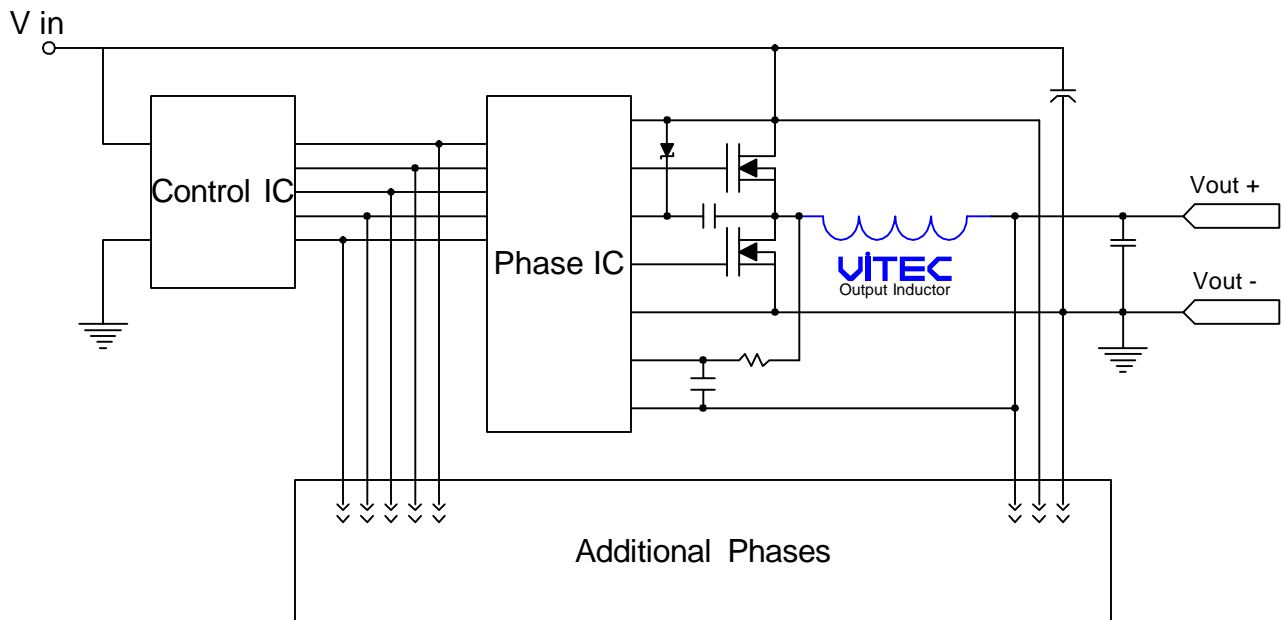 V in
Control IC
Phase IC
Vout +
ViTEC
Output Inductor
Vout -
Additional Phases